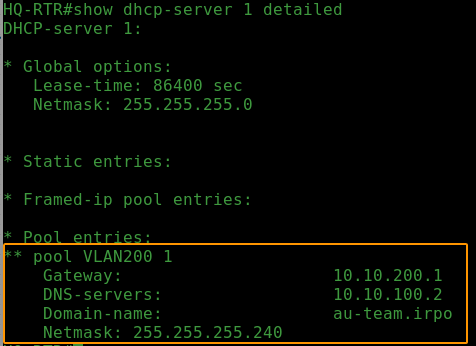 HQ-RTR#show dhcp-server 1 detailed
DHCP-server 1:
* Global options:
Lease-time: 86400 sec
Netmask: 255.255.255.0
* Static entries:
* Framed-ip pool entries:
* Pool entries:
** pool VLAN200 1
Gateway: 10.10.200.1
DNS-servers: 10.10.100.2
Domain-name: au-team.irpo
Netmask: 255.255.255.240
HQ-RTR#